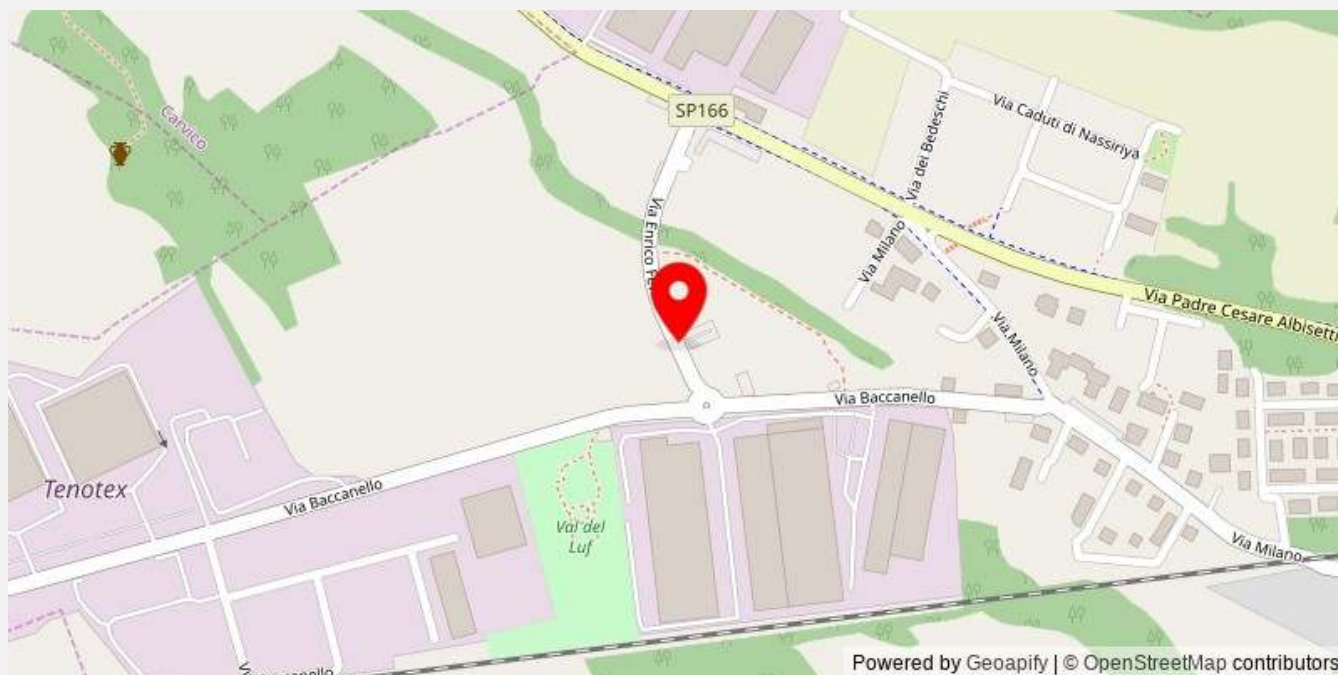 SP166
Carvico
Via Caduti di Nassiriya
Via dei Bedeschi
Via Enrico Fe
Via Milano
Via Padre Cesare Albisetti
Via Milano
Via Baccanello
Tenotex
Via Baccanello
Val del
Luf
Via Milano
Powered by Geoapify | © OpenStreetMap contributors